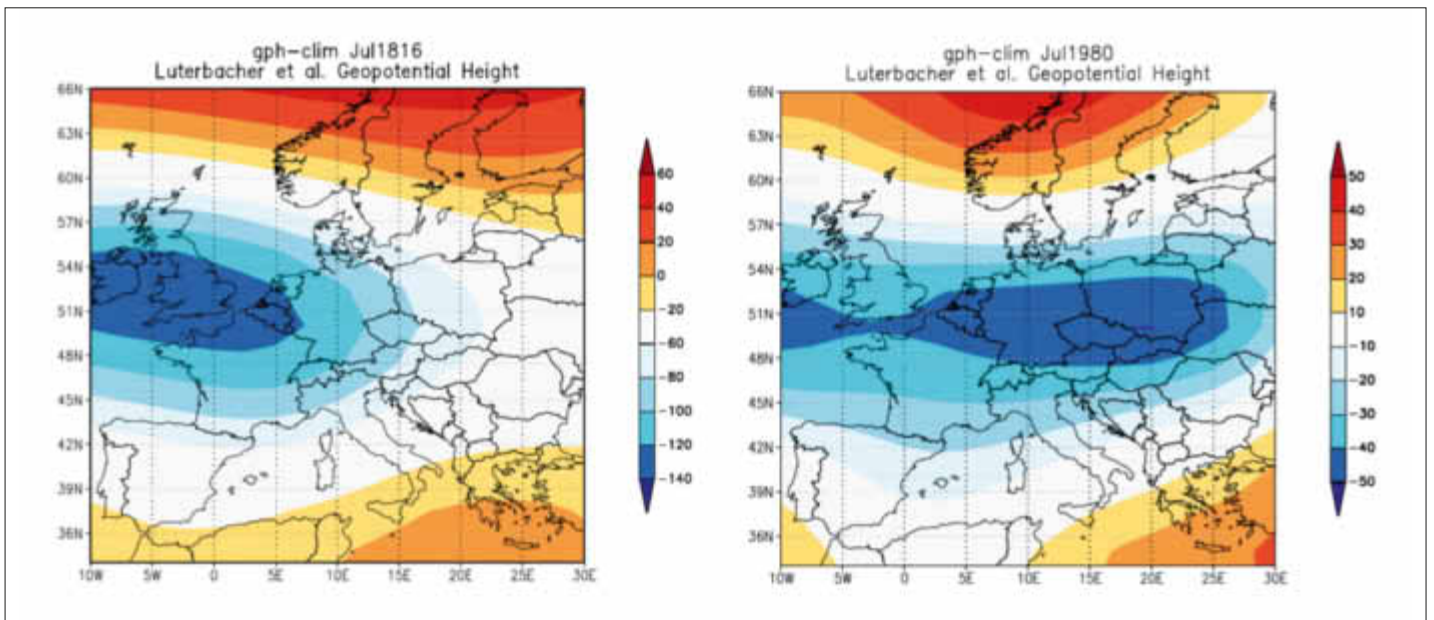 gph-clim Jul1816
Luterbacher et al. Geopotential Height
66N
63N
60N
57N
54N
51N
48N
45N
42N
39N
36N
10W 5W 0 5E 10E 15E 20E 25E 30E
60
40
20
0
-20
-60
-80
-100
-120
-140
gph-clim Jul1980
Luterbacher et al. Geopotential Height
66N
63N
60N
57N
54N
51N
48N
45N
42N
39N
36N
10W 5W 0 5E 10E 15E 20E 25E 30E
50
40
30
20
10
-10
-20
-30
-40
-50